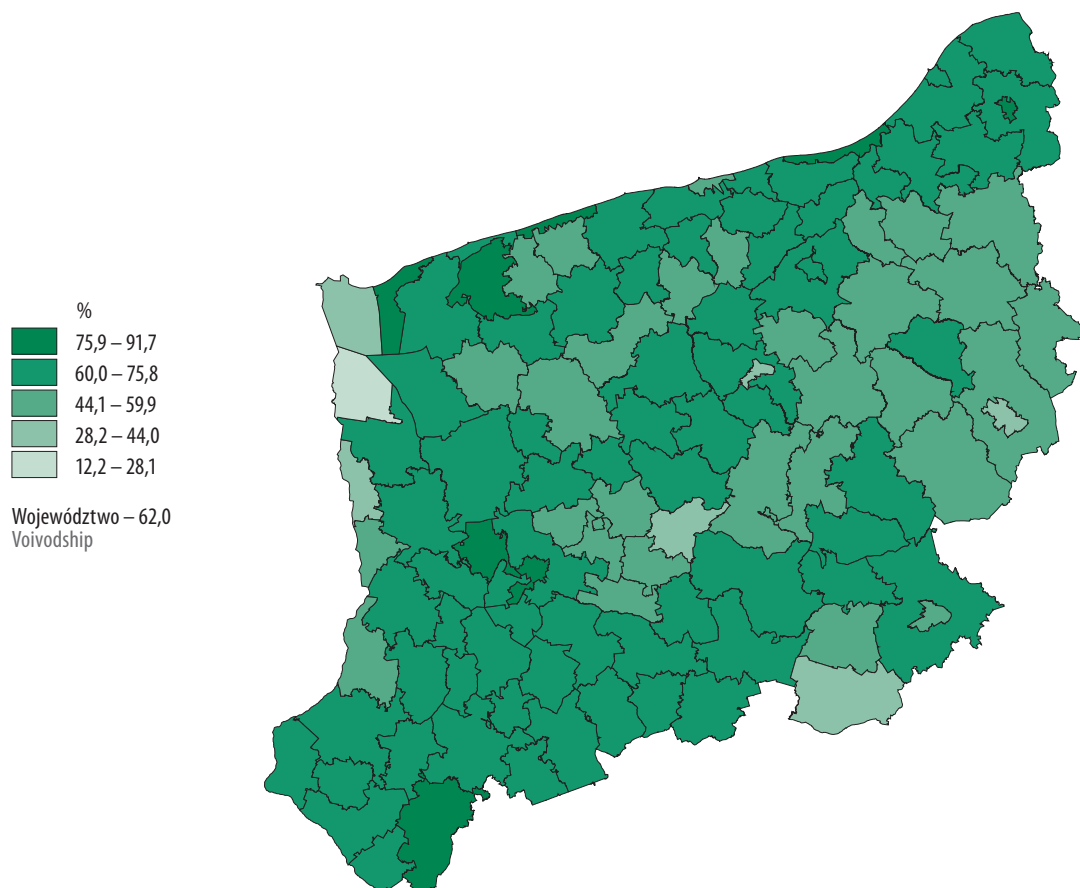 %
75,9 – 91,7
60,0 – 75,8
44,1 – 59,9
28,2 – 44,0
12,2 – 28,1
Województwo – 62,0
Voivodship